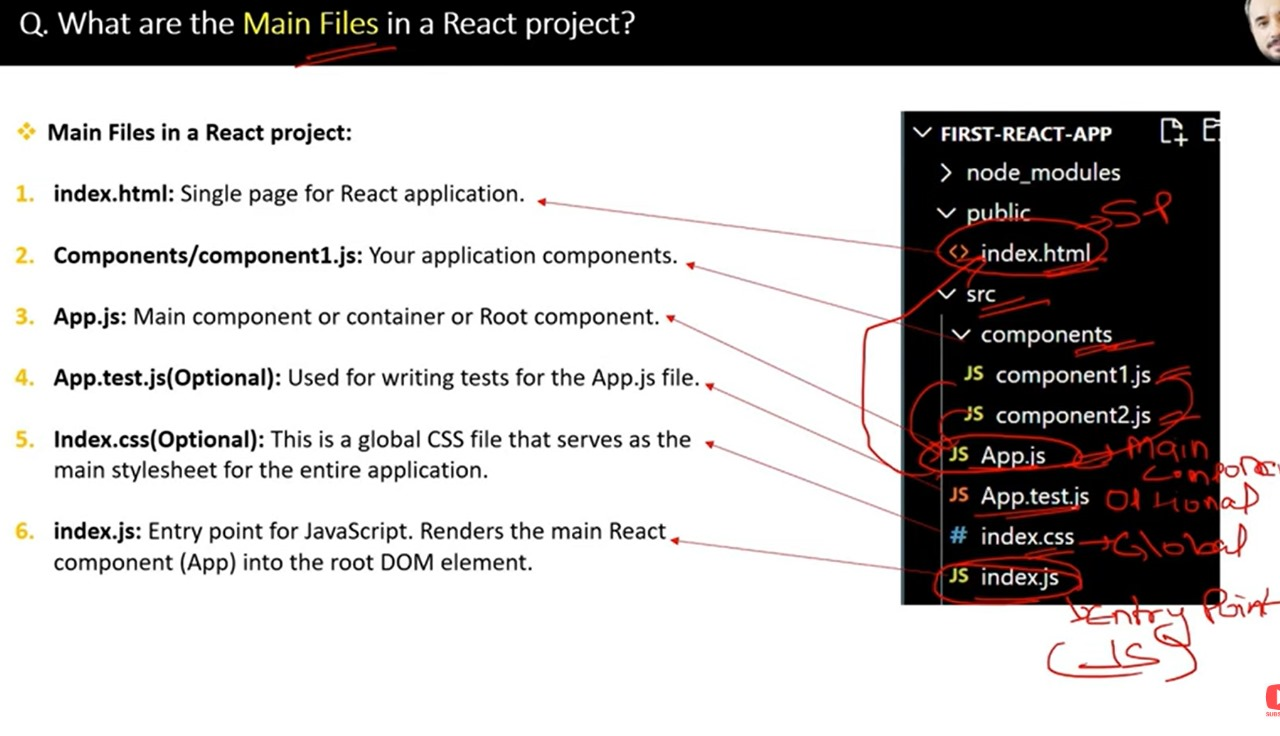 Q. What are the Main Files in a React project?
❖ Main Files in a React project:
1. index.html: Single page for React application.
2. Components/component1.js: Your application components.
3. App.js: Main component or container or Root component.
4. App.test.js(Optional): Used for writing tests for the App.js file.
5. Index.css(Optional): This is a global CSS file that serves as the
main stylesheet for the entire application.
6. index.js: Entry point for JavaScript. Renders the main React
component (App) into the root DOM element.
FIRST-REACT-APP
node_modules
public
SP
<> index.html
src
components
JS component1.js
JS component2.js
JS App.js
Main
JS App.test.js
# index.css
Global
JS index.js
Entry Point
(JS)